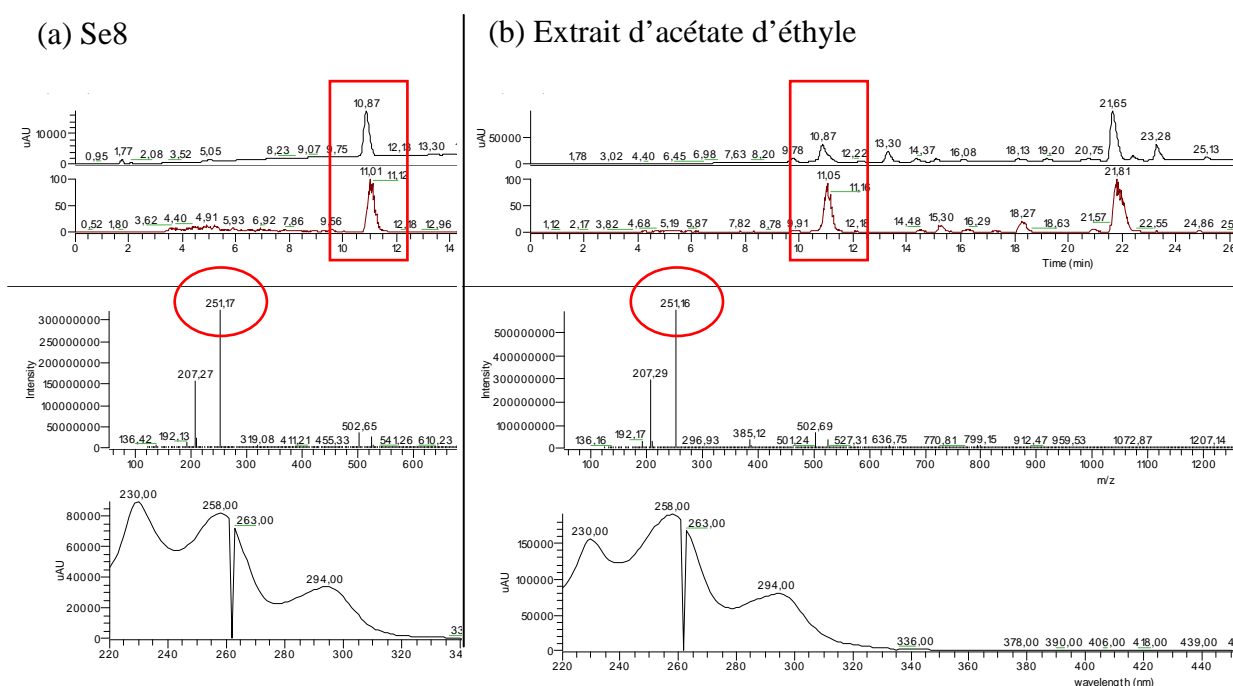 (a) Se8
(b) Extrait d’acétate d’éthyle
10,87
uAU
10000
0
0,95 1,77 2,08 3,52 5,05 8,23 9,07 9,75 12,13 13,30
100
50
0
11,01
11,12
0,52 1,80 3,62 4,40 4,91 5,93 6,92 7,86 9,56 12,18 12,96
0 2 4 6 8 10 12 14
21,65
uAU
50000
0
1,78 3,02 4,40 6,45 6,98 7,63 8,20 9,78 10,87 12,22 13,30 14,37 16,08 18,13 19,20 20,75 23,28 25,13
100
50
0
11,05
11,16
21,81
1,12 2,17 3,82 4,68 5,19 5,87 7,82 8,78 9,91 12,18 14,48 15,30 16,29 18,27 18,63 21,57 22,55 24,86
0 2 4 6 8 10 12 14 16 18 20 22 24 26
Time (min)
251,17
Intensity
300000000
250000000
200000000
150000000
100000000
50000000
0
207,27
136,42 192,13 319,08 411,21 455,33 502,65 541,26 610,23
100 200 300 400 500 600
251,16
Intensity
500000000
400000000
300000000
200000000
100000000
0
207,29
136,16 192,17 296,93 385,12 501,24 502,69 527,31 636,75 770,81 799,15 912,47 959,53 1072,87 1207,14
100 200 300 400 500 600 700 800 900 1000 1100 1200
m/z
uAU
80000
60000
40000
20000
0
230,00 258,00 263,00 294,00
220 240 260 280 300 320
uAU
150000
100000
50000
0
230,00 258,00 263,00 294,00 336,00 378,00 390,00 406,00 418,00 439,00
220 240 260 280 300 320 340 360 380 400 420 440
wavelength (nm)